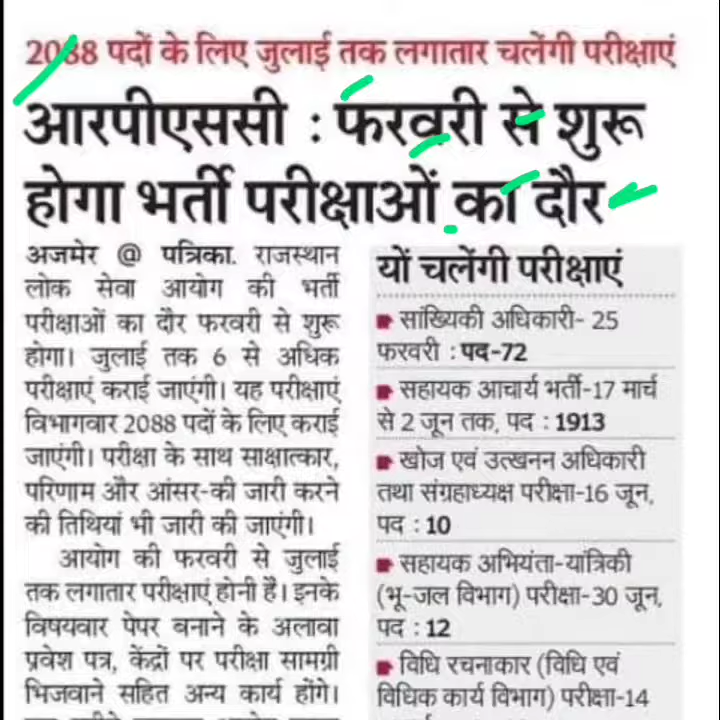 2088 पदों के लिए जुलाई तक लगातार चलेंगी परीक्षाएं
आरपीएससी : फरवरी से शुरू
होगा भर्ती परीक्षाओं का दौर
अजमेर @ पत्रिका. राजस्थान
लोक सेवा आयोग की भर्ती
परीक्षाओं का दौर फरवरी से शुरू
होगा। जुलाई तक 6 से अधिक
परीक्षाएं कराई जाएंगी। यह परीक्षाएं
विभागवार 2088 पदों के लिए कराई
जाएंगी। परीक्षा के साथ साक्षात्कार,
परिणाम और आंसर-की जारी करने
की तिथियां भी जारी की जाएंगी।
आयोग की फरवरी से जुलाई
तक लगातार परीक्षाएं होनी है। इनके
विषयवार पेपर बनाने के अलावा
प्रवेश पत्र, केंद्रों पर परीक्षा सामग्री
भिजवाने सहित अन्य कार्य होंगे।
यों चलेंगी परीक्षाएं
सांख्यिकी अधिकारी- 25
फरवरी : पद-72
सहायक आचार्य भर्ती-17 मार्च
से 2 जून तक, पद : 1913
खोज एवं उत्खनन अधिकारी
तथा संग्रहाध्यक्ष परीक्षा-16 जून,
पद : 10
सहायक अभियंता-यांत्रिकी
(भू-जल विभाग) परीक्षा-30 जून,
पद : 12
विधि रचनाकार (विधि एवं
विधिक कार्य विभाग) परीक्षा-14